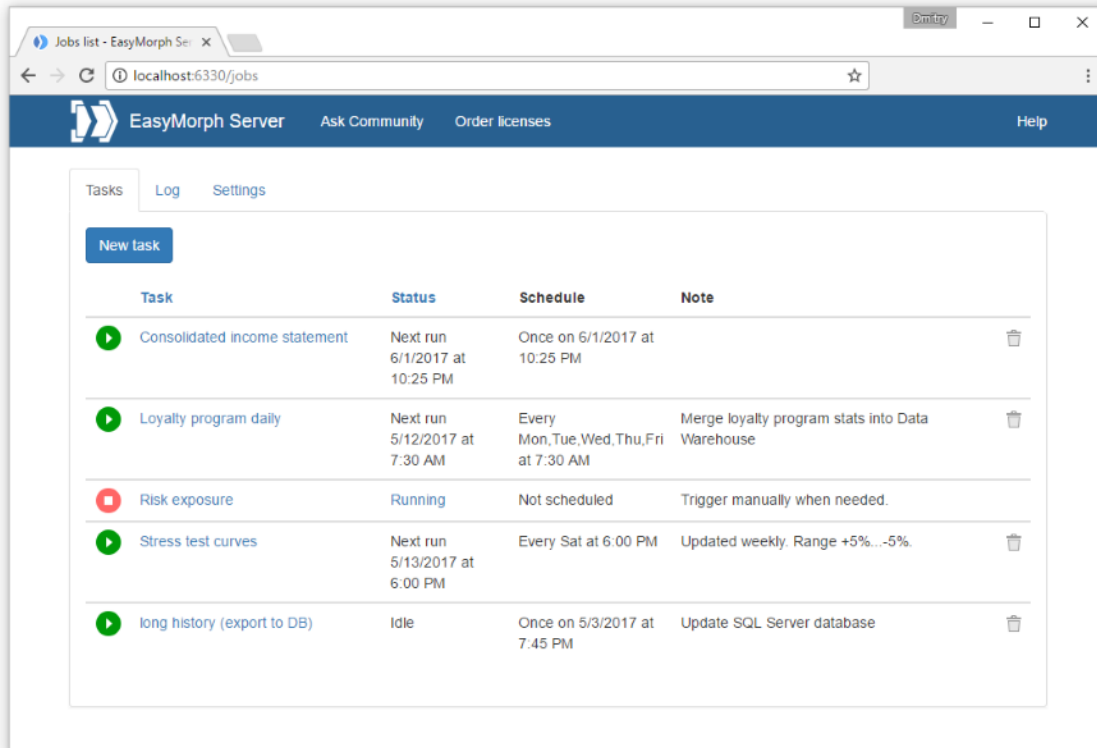 Dmitry
Jobs list - EasyMorph Ser
localhost:6330/jobs
EasyMorph Server Ask Community Order licenses Help
Tasks Log Settings
New task
Task Status Schedule Note
Consolidated income statement Next run Once on 6/1/2017 at
6/1/2017 at 10:25 PM
10:25 PM
Loyalty program daily Next run Every Merge loyalty program stats into Data
5/12/2017 at Mon,Tue,Wed,Thu,Fri Warehouse
7:30 AM at 7:30 AM
Risk exposure Running Not scheduled Trigger manually when needed.
Stress test curves Next run Every Sat at 6:00 PM Updated weekly. Range +5%...-5%.
5/13/2017 at
6:00 PM
long history (export to DB) Idle Once on 5/3/2017 at Update SQL Server database
7:45 PM